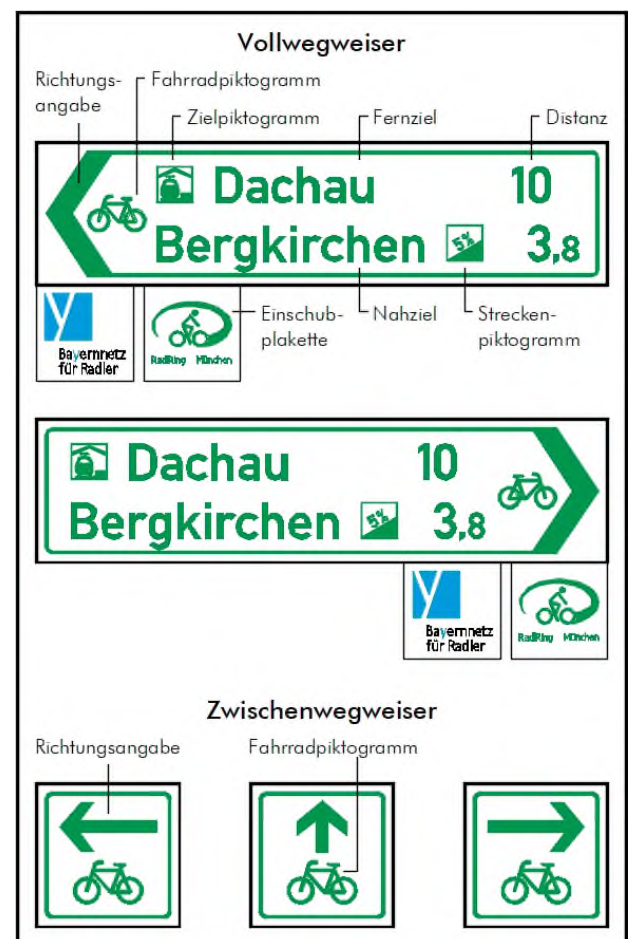 Vollwegweiser
Richtungs-
angabe
Fahrradpiktogramm
Zielpiktogramm
Fernziel
Distanz
Dachau 10
Bergkirchen 5% 3,8
Bayernnetz
für Radler
RadlRing München
Einschub-
plakette
Nahziel
Strecken-
piktogramm
Dachau 10
Bergkirchen 5% 3,8
Bayernnetz
für Radler
RadlRing München
Zwischenwegweiser
Richtungsangabe
Fahrradpiktogramm